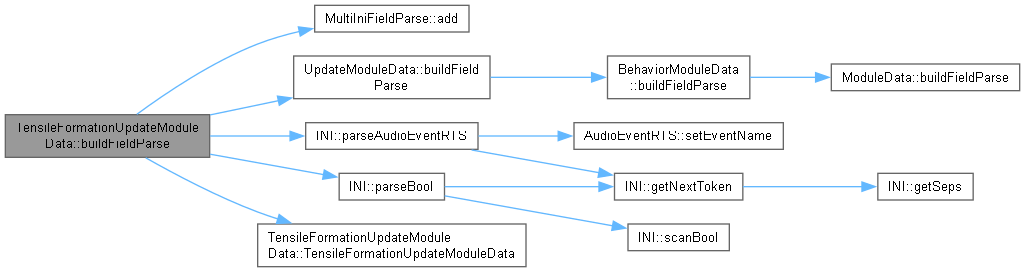 MultiIniFieldParse::add
UpdateModuleData::buildField
Parse
BehaviorModuleData
::buildFieldParse
ModuleData::buildFieldParse
TensileFormationUpdateModule
Data::buildFieldParse
INI::parseAudioEventRTS
AudioEventRTS::setEventName
INI::parseBool
INI::getNextToken
INI::getSeps
TensileFormationUpdateModule
Data::TensileFormationUpdateModuleData
INI::scanBool